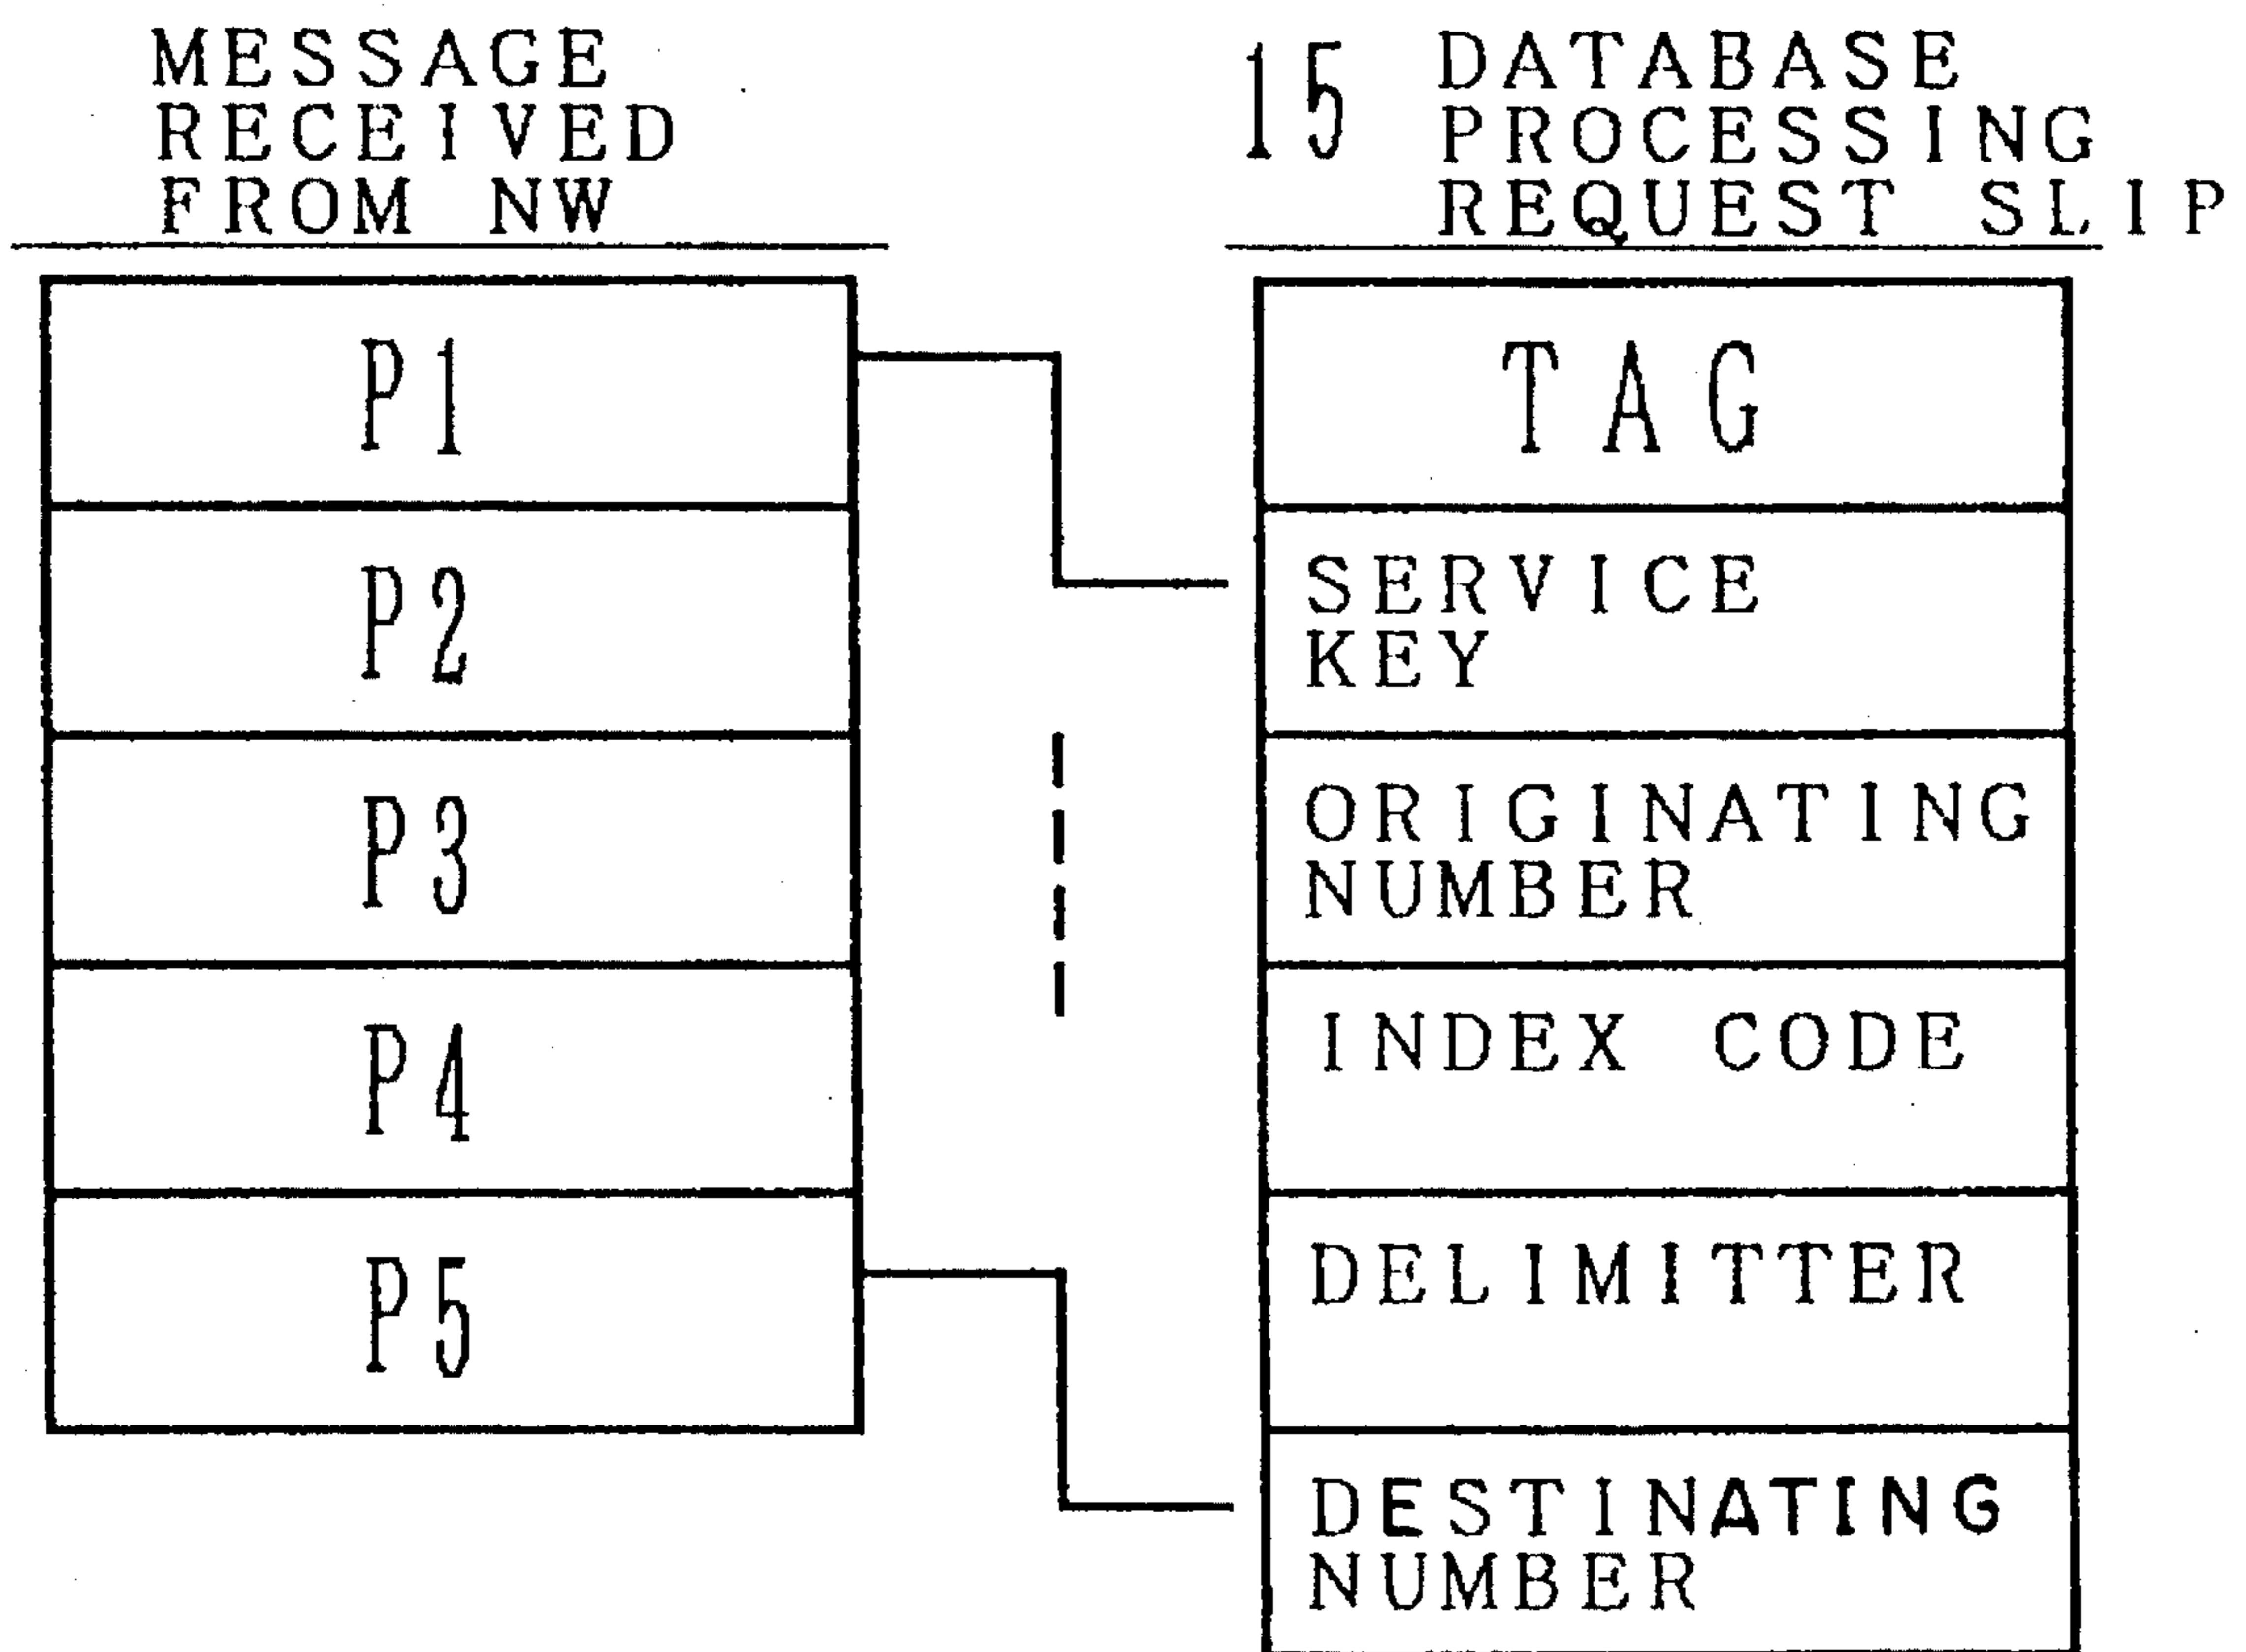 MESSAGE
RECEIVED
FROM NW
15 DATABASE
PROCESSING
REQUEST SLIP
P1
P2
P3
P4
P5
TAG
SERVICE
KEY
ORIGINATING
NUMBER
INDEX CODE
DELIMITTER
DESTINATING
NUMBER